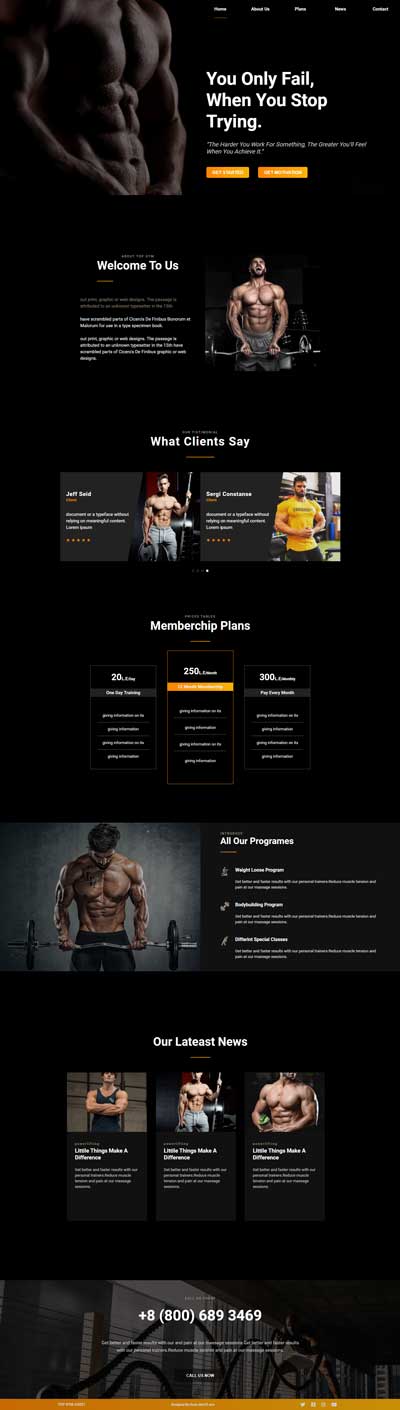 Home About Us Plans News Contact
You Only Fail,
When You Stop
Trying.
"The Harder You Work For Something, The Greater You'll Feel
When You Achieve It."
GET STARTED GET MOTIVATION
ABOUT TOP GYM
Welcome To Us
out print, graphic or web designs. The passage is
attributed to an unknown typesetter in the 15th
have scrambled parts of Cicero's De Finibus Bonorum et
Malorum for use in a type specimen book.
out print, graphic or web designs. The passage is
attributed to an unknown typesetter in the 15th have
scrambled parts of Cicero's De Finibus graphic or web
designs.
OUR TISTIMONIAL
What Clients Say
Jeff Seid
Client
document or a typeface without
relying on meaningful content.
Lorem ipsum
Sergi Constanse
Client
document or a typeface without
relying on meaningful content.
Lorem ipsum
PRICES TABLES
Memberchip Plans
20L.E/Day
One Day Training
giving information on its
giving information
giving information on its
giving information
250L.E/Month
12 Month Membership
giving information on its
giving information
giving information on its
giving information
300L.E/Monthly
Pay Every Month
giving information on its
giving information
giving information on its
giving information
INTRODUCE
All Our Programes
Waight Loose Program
Get better and faster results with our personal trainers.Reduce muscle tension and
pain at our massage sessions.
Bodybuilding Program
Get better and faster results with our personal trainers.Reduce muscle tension and
pain at our massage sessions.
Differint Special Classes
Get better and faster results with our personal trainers.Reduce muscle tension and
pain at our massage sessions.
Our Lateast News
powerlifting
Little Things Make A
Difference
Get better and faster results with our
personal trainers.Reduce muscle
tension and pain at our massage
sessions.
powerlifting
Little Things Make A
Difference
Get better and faster results with our
personal trainers.Reduce muscle
tension and pain at our massage
sessions.
powerlifting
Little Things Make A
Difference
Get better and faster results with our
personal trainers.Reduce muscle
tension and pain at our massage
sessions.
+8 (800) 689 3469
Get better and faster results with our and pain at our massage sessions Get better and faster results
with our personal trainers.Reduce muscle tension and pain at our massage sessions.
CALL US NOW